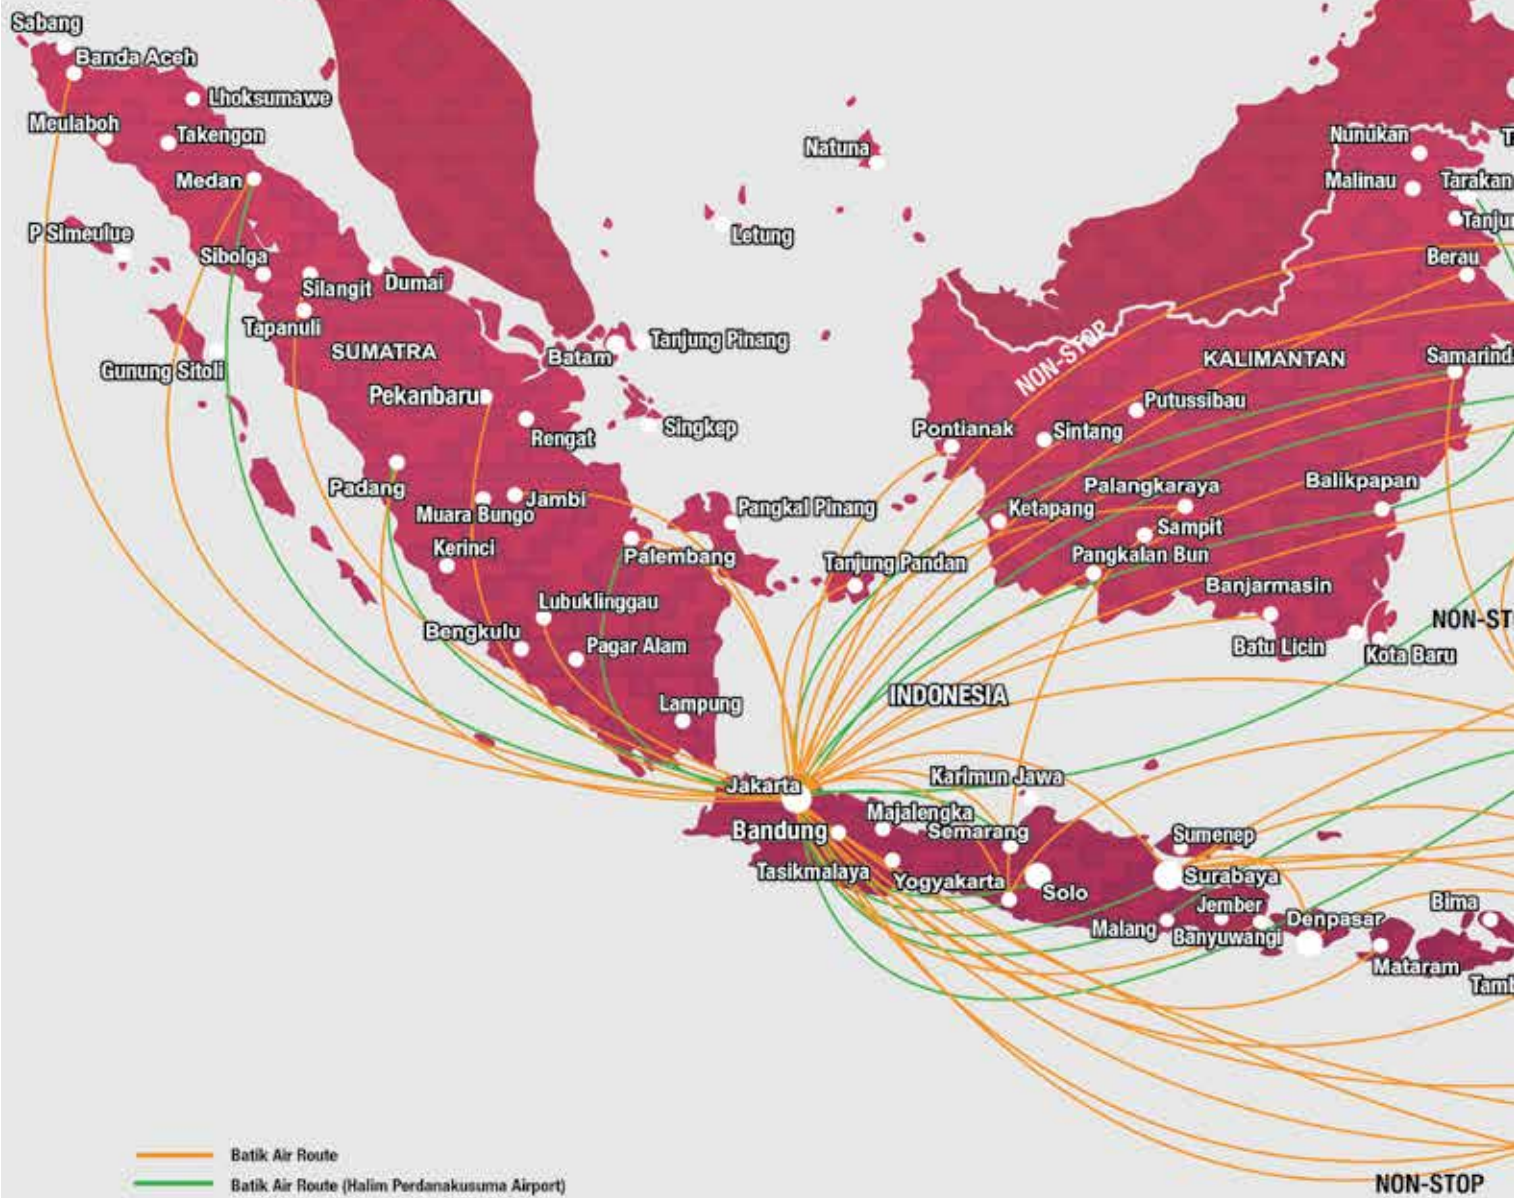 Sabang
Banda Aceh
Lhoksumawe
Meulaboh
Takengon
Medan
P Simeulue
Sibolga
Silangit
Dumai
Tapanuli
SUMATRA
Gunung Sitoli
Batam
Tanjung Pinang
Pekanbaru
Rengat
Singkep
Padang
Muara Bungo
Jambi
Pangkal Pinang
Kerinci
Palembang
Tanjung Pandan
Lubuklinggau
Bengkulu
Pagar Alam
Lampung
Natuna
Letung
Nunukan
T
Malinau
Tarakan
Tanjun
Berau
NON-STOP
KALIMANTAN
Samarind
Putussibau
Pontianak
Sintang
Palangkaraya
Balikpapan
Ketapang
Sampit
Pangkalan Bun
Banjarmasin
NON-STO
Batu Licin
Kota Baru
INDONESIA
Jakarta
Karimun Jawa
Majalengka
Bandung
Semarang
Sumenep
Tasikmalaya
Yogyakarta
Solo
Surabaya
Jember
Bima
Malang
Banyuwangi
Denpasar
Mataram
Tamb
Batik Air Route
Batik Air Route (Halim Perdanakusuma Airport)
NON-STOP